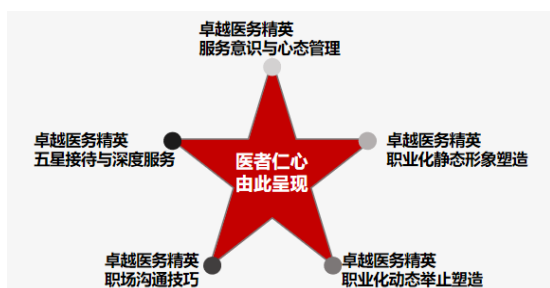 卓越医务精英
服务意识与心态管理
卓越医务精英
五星接待与深度服务
医者仁心
由此呈现
卓越医务精英
职业化静态形象塑造
卓越医务精英
职场沟通技巧
卓越医务精英
职业化动态举止塑造